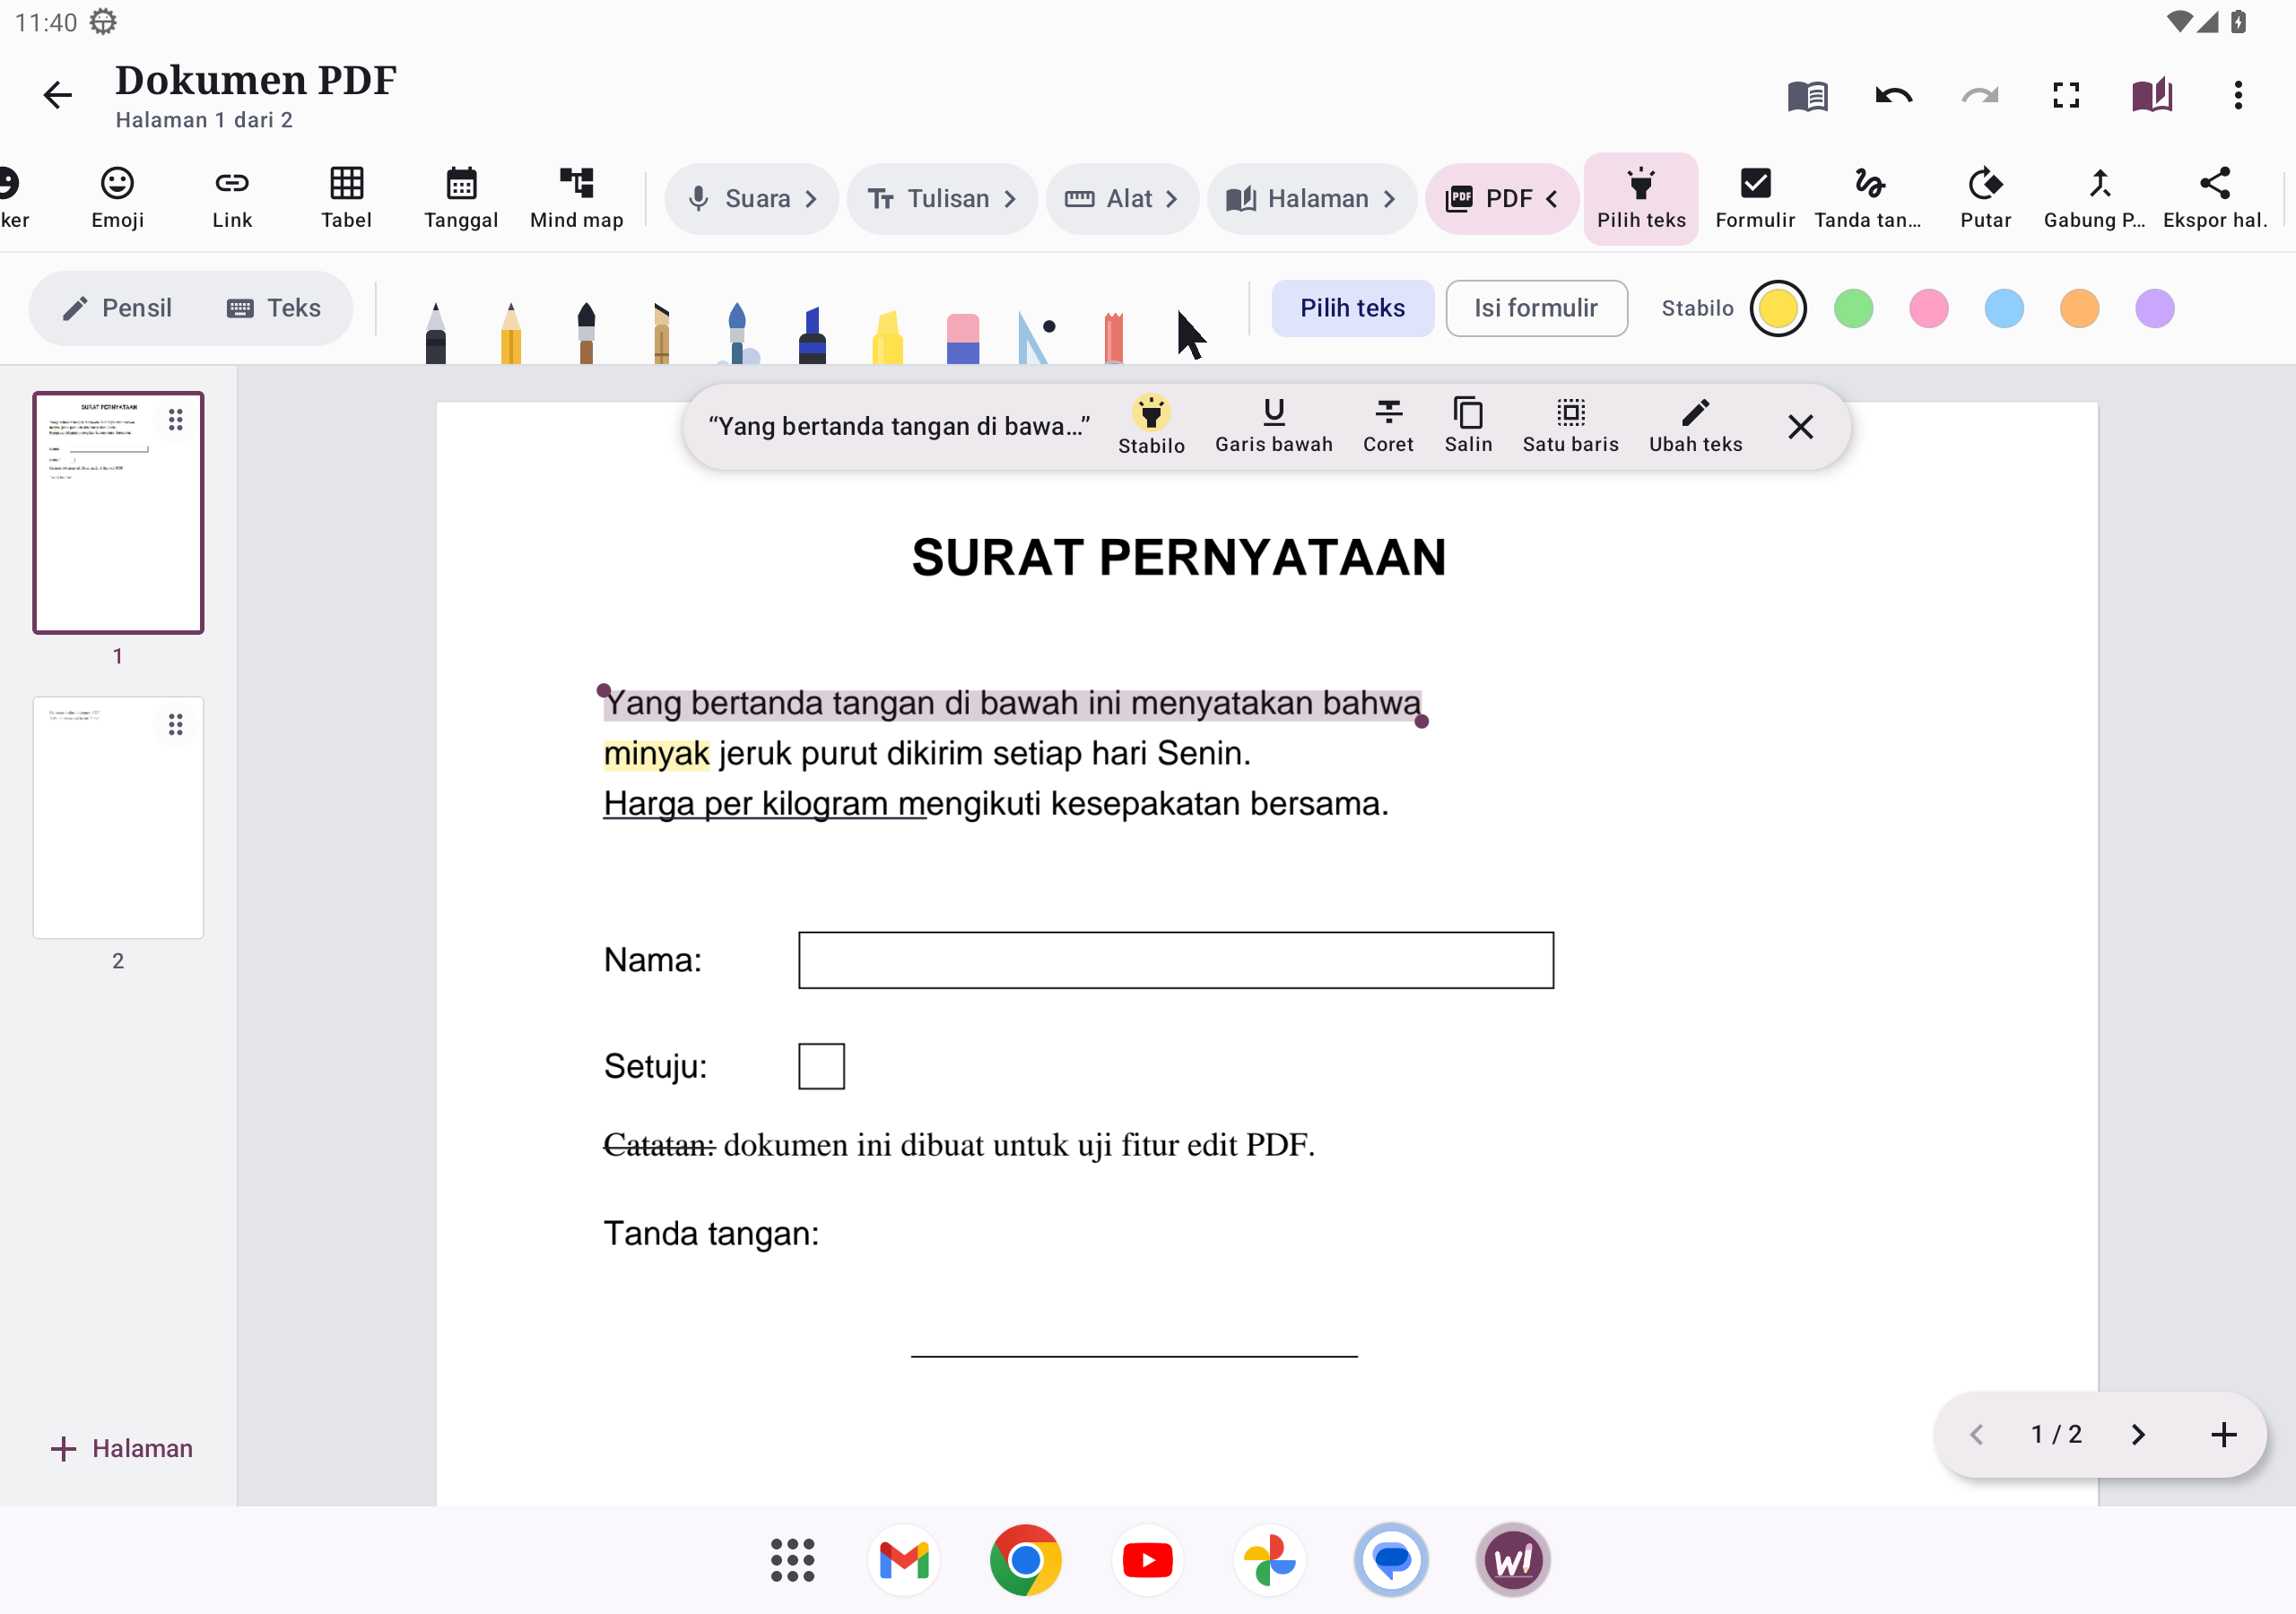 11:40
Dokumen PDF
Halaman 1 dari 2
ker
Emoji
Link
Tabel
Tanggal
Mind map
Suara
Tulisan
Alat
Halaman
PDF
Pilih teks
Formulir
Tanda tan...
Putar
Gabung P...
Ekspor hal.
Pensil
Teks
Pilih teks
Isi formulir
Stabilo
“Yang bertanda tangan di bawa...”
Stabilo
Garis bawah
Coret
Salin
Satu baris
Ubah teks
SURAT PERNYATAAN
1
2
Yang bertanda tangan di bawah ini menyatakan bahwa
minyak jeruk purut dikirim setiap hari Senin.
Harga per kilogram mengikuti kesepakatan bersama.
Nama:
Setuju:
Catatan: dokumen ini dibuat untuk uji fitur edit PDF.
Tanda tangan:
Halaman
1 / 2